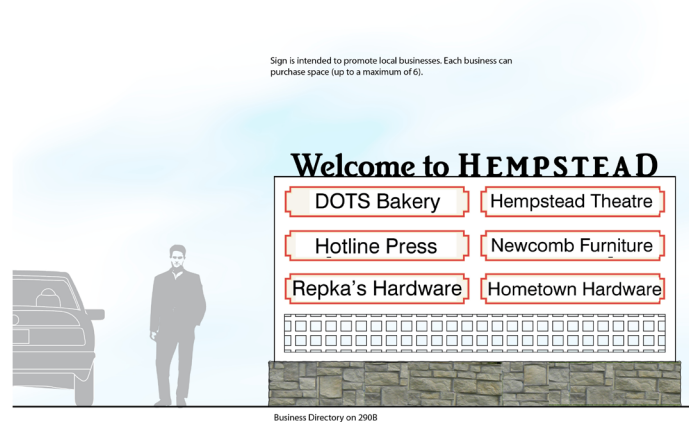 Sign is intended to promote local businesses. Each business can
purchase space (up to a maximum of 6).
Welcome to HEMPSTEAD
DOTS Bakery
Hempstead Theatre
Hotline Press
Newcomb Furniture
Repka's Hardware
Hometown Hardware
Business Directory on 290B